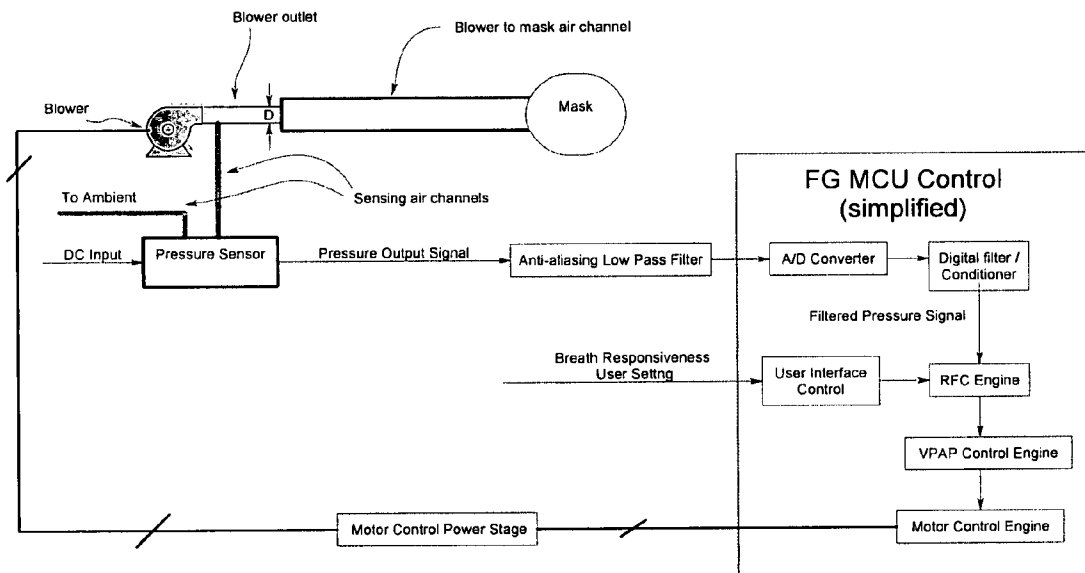 Blower outlet
Blower to mask air channel
Blower
D
Mask
Sensing air channels
To Ambient
FG MCU Control
(simplified)
DC Input
Pressure Sensor
Pressure Output Signal
Anti-aliasing Low Pass Filter
A/D Converter
Digital filter /
Conditioner
Filtered Pressure Signal
Breath Responsiveness
User Settng
User Interface
Control
RFC Engine
VPAP Control Engine
Motor Control Power Stage
Motor Control Engine